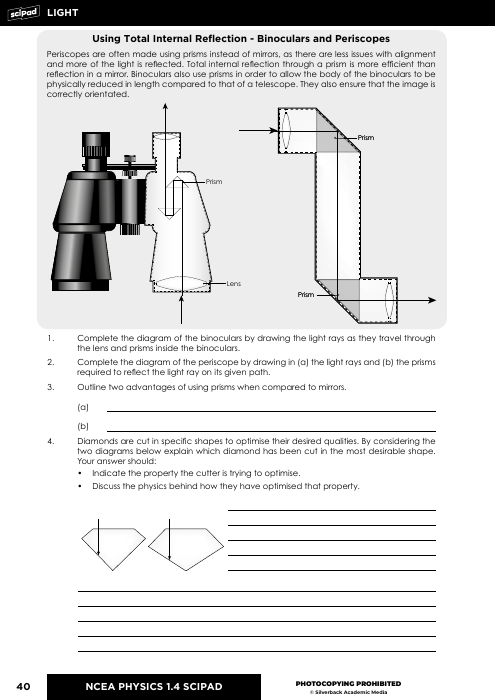 scipad LIGHT
Using Total Internal Reflection - Binoculars and Periscopes
Periscopes are often made using prisms instead of mirrors, as there are less issues with alignment
and more of the light is reflected. Total internal reflection through a prism is more efficient than
reflection in a mirror. Binoculars also use prisms in order to allow the body of the binoculars to be
physically reduced in length compared to that of a telescope. They also ensure that the image is
correctly orientated.
Prism
Prism
Lens
Prism
1. Complete the diagram of the binoculars by drawing the light rays as they travel through
the lens and prisms inside the binoculars.
2. Complete the diagram of the periscope by drawing in (a) the light rays and (b) the prisms
required to reflect the light ray on its given path.
3. Outline two advantages of using prisms when compared to mirrors.
(a)
(b)
4. Diamonds are cut in specific shapes to optimise their desired qualities. By considering the
two diagrams below explain which diamond has been cut in the most desirable shape.
Your answer should:
• Indicate the property the cutter is trying to optimise.
• Discuss the physics behind how they have optimised that property.
40 NCEA PHYSICS 1.4 SCIPAD PHOTOCOPYING PROHIBITED
© Silverback Academic Media